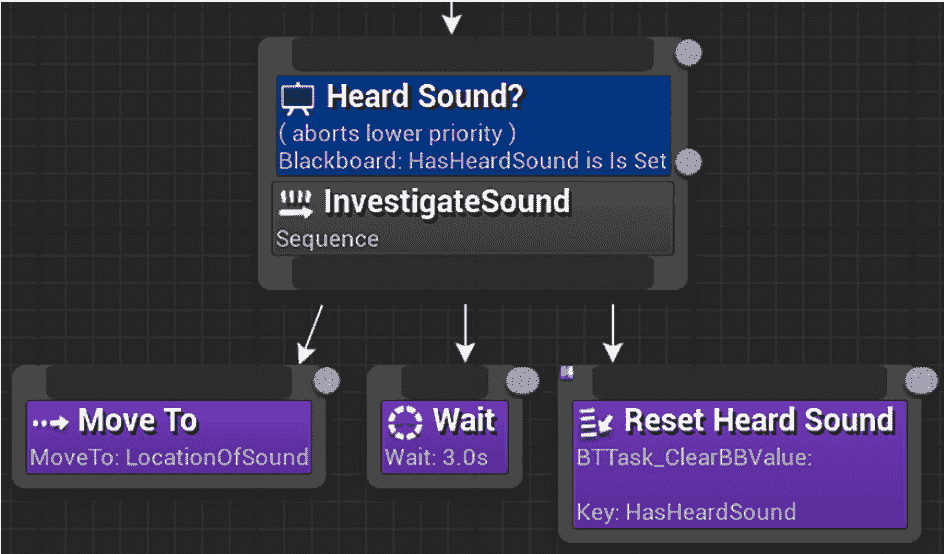 Heard Sound?
( aborts lower priority )
Blackboard: HasHeardSound is Is Set
InvestigateSound
Sequence
Move To
MoveTo: LocationOfSound
Wait
Wait: 3.0s
Reset Heard Sound
BTTask_ClearBBValue:
Key: HasHeardSound